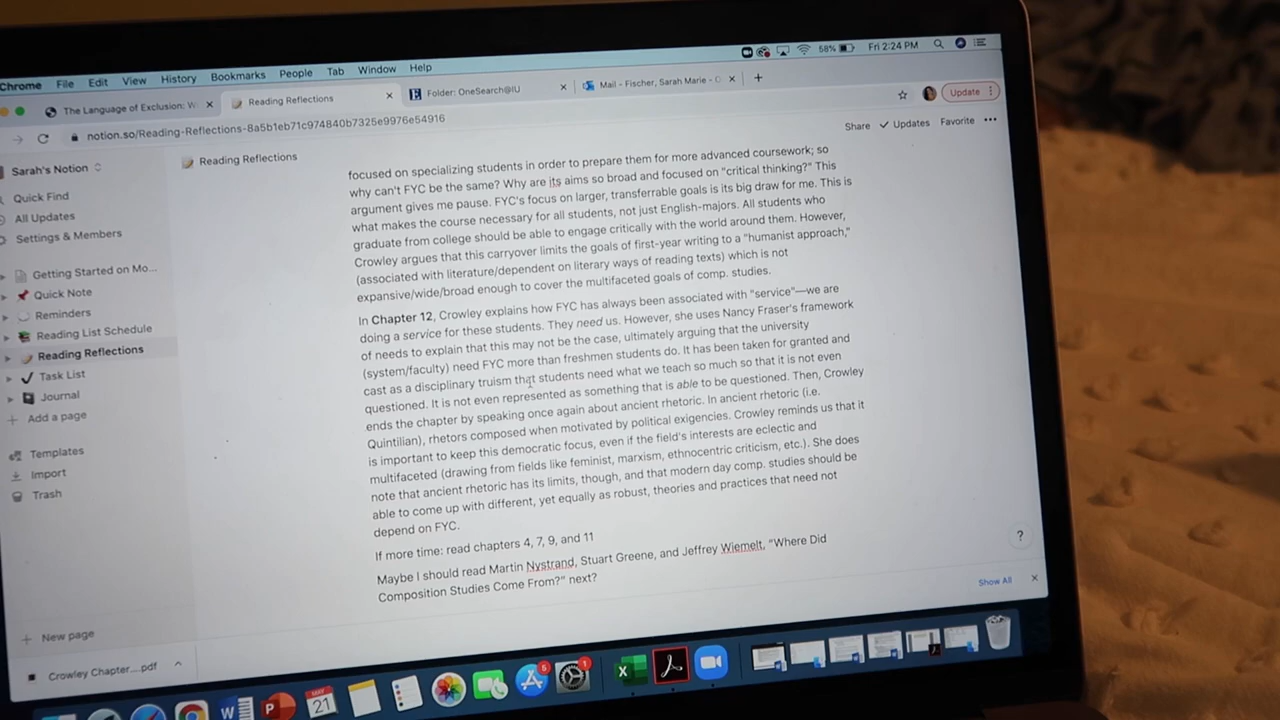 Chrome File Edit View History Bookmarks People Tab Window Help 58% Fri 2:24 PM
The Language of Exclusion: W
Reading Reflections
Folder: OneSearch@IU
Mail - Fischer, Sarah Marie -
notion.so/Reading-Reflections-8a5b1eb71c974840b7325e9976e54916
Update
Sarah's Notion
Reading Reflections
Share Updates Favorite
Quick Find
All Updates
Settings & Members
Getting Started on Mo...
Quick Note
Reminders
Reading List Schedule
Reading Reflections
Task List
Journal
Add a page
Templates
Import
Trash
New page
focused on specializing students in order to prepare them for more advanced coursework; so
why can't FYC be the same? Why are its aims so broad and focused on "critical thinking?" This
argument gives me pause. FYC's focus on larger, transferrable goals is its big draw for me. This is
what makes the course necessary for all students, not just English-majors. All students who
graduate from college should be able to engage critically with the world around them. However,
Crowley argues that this carryover limits the goals of first-year writing to a "humanist approach,"
(associated with literature/dependent on literary ways of reading texts) which is not
expansive/wide/broad enough to cover the multifaceted goals of comp. studies.
In Chapter 12, Crowley explains how FYC has always been associated with "service"—we are
doing a service for these students. They need us. However, she uses Nancy Fraser's framework
of needs to explain that this may not be the case, ultimately arguing that the university
(system/faculty) need FYC more than freshmen students do. It has been taken for granted and
cast as a disciplinary truism that students need what we teach so much so that it is not even
questioned. It is not even represented as something that is able to be questioned. Then, Crowley
ends the chapter by speaking once again about ancient rhetoric. In ancient rhetoric (i.e.
Quintilian), rhetors composed when motivated by political exigencies. Crowley reminds us that it
is important to keep this democratic focus, even if the field's interests are eclectic and
multifaceted (drawing from fields like feminist, marxism, ethnocentric criticism, etc.). She does
note that ancient rhetoric has its limits, though, and that modern day comp. studies should be
able to come up with different, yet equally as robust, theories and practices that need not
depend on FYC.
If more time: read chapters 4, 7, 9, and 11
Maybe I should read Martin Nystrand, Stuart Greene, and Jeffrey Wiemelt, "Where Did
Composition Studies Come From?" next?
?
Crowley Chapter....pdf
Show All
MAY
21
5
1